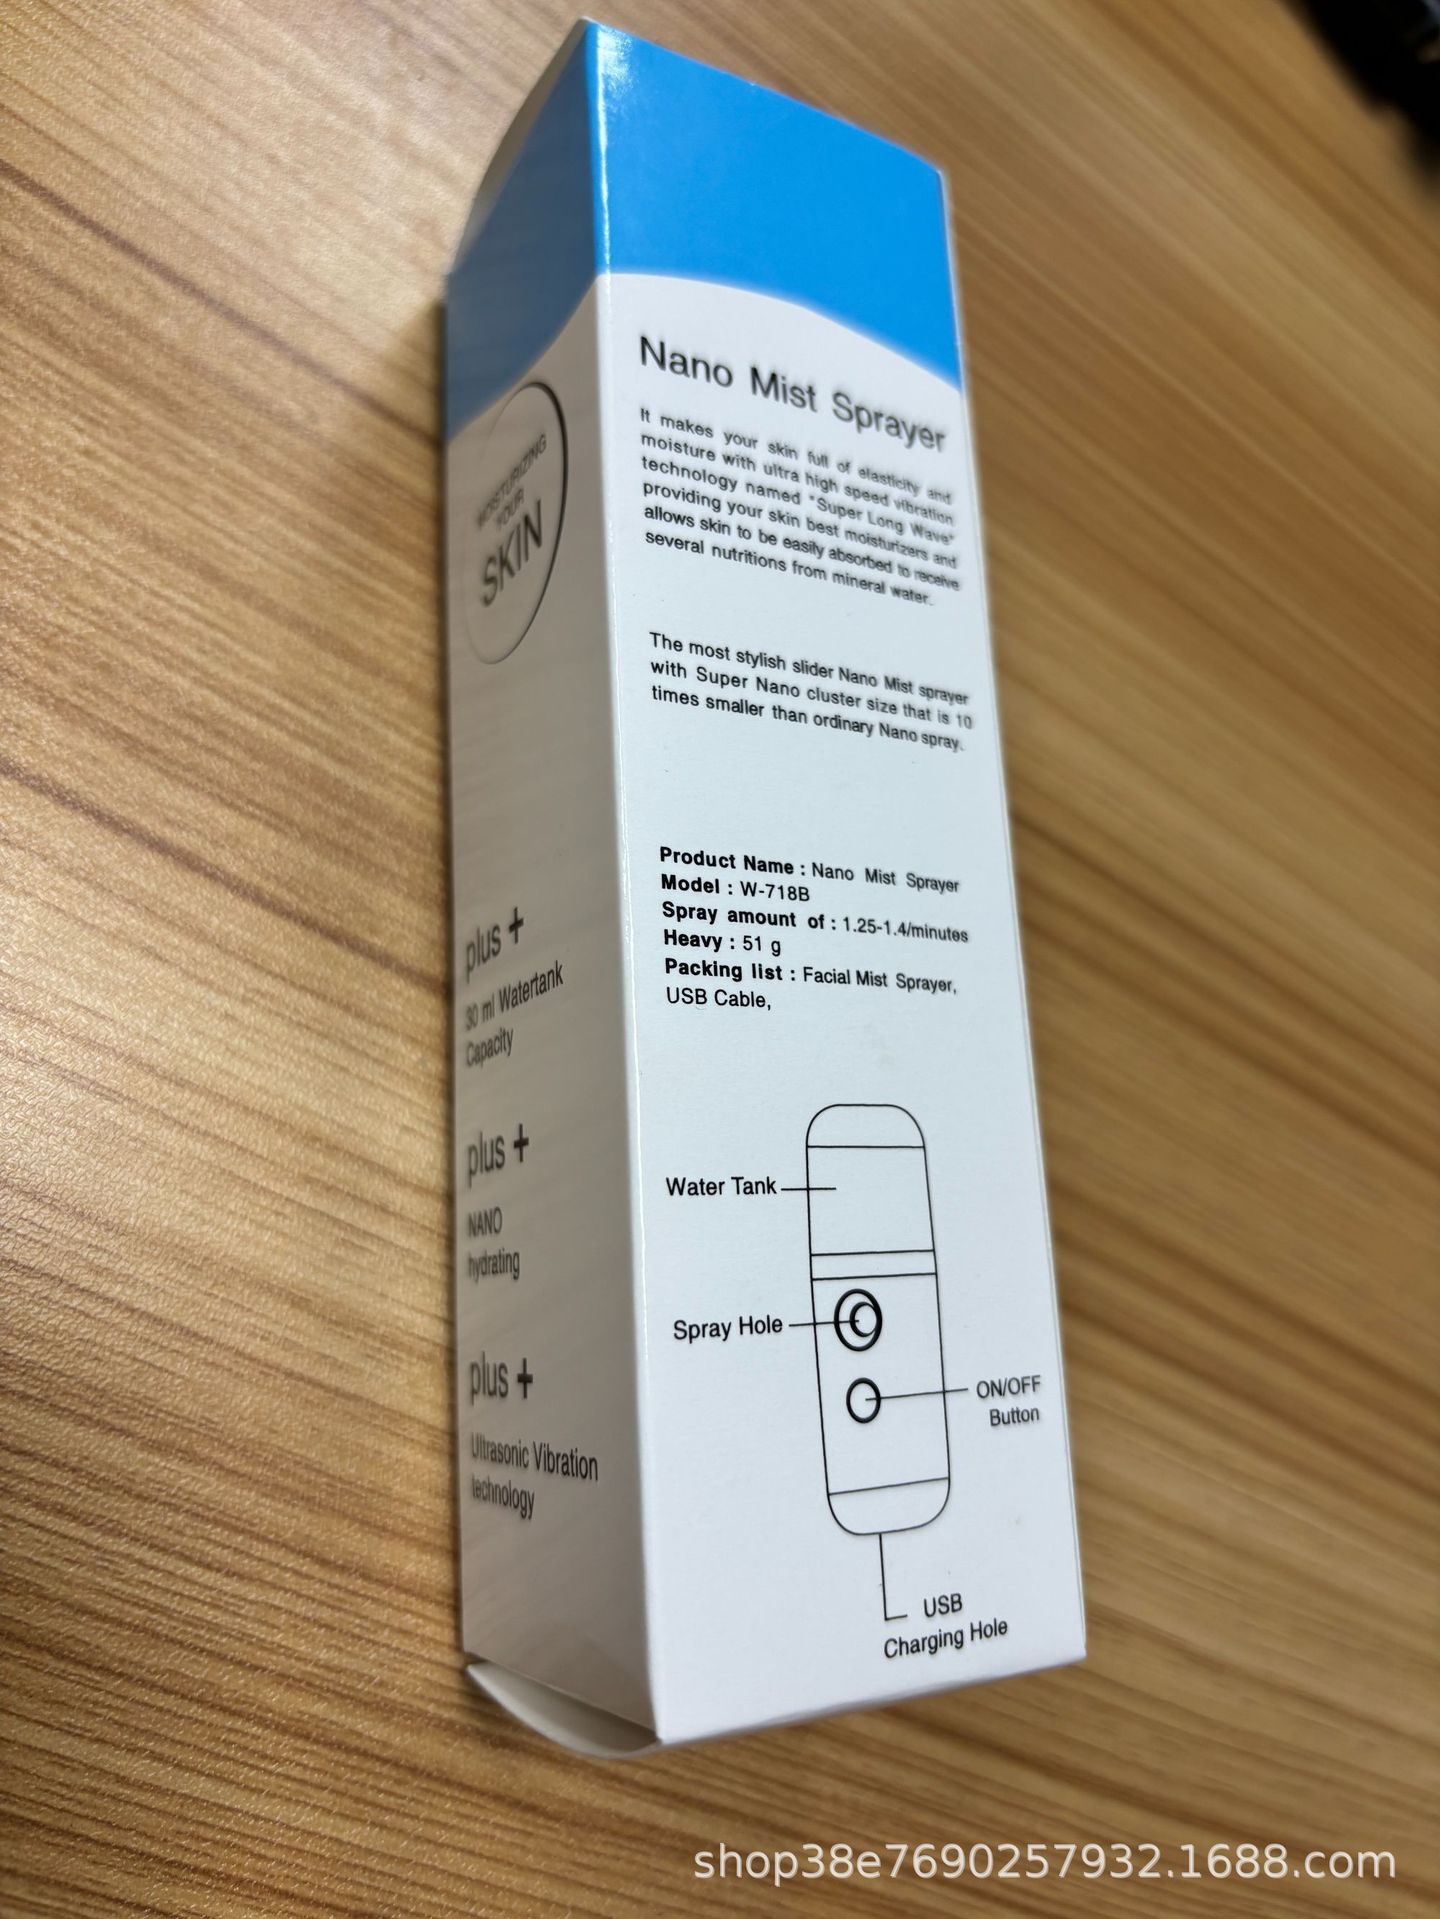 MOISTURIZING
YOUR
SKIN
plus +
30 ml Watertank
Capacity
plus +
NANO
hydrating
plus +
Ultrasonic Vibration
technology
Nano Mist Sprayer
It makes your skin full of elasticity and
moisture with ultra high speed vibration
technology named "Super Long Wave"
providing your skin best moisturizers and
allows skin to be easily absorbed to receive
several nutritions from mineral water.
The most stylish slider Nano Mist sprayer
with Super Nano cluster size that is 10
times smaller than ordinary Nano spray.
Product Name : Nano Mist Sprayer
Model : W-718B
Spray amount of : 1.25-1.4/minutes
Heavy : 51 g
Packing list : Facial Mist Sprayer,
USB Cable,
Water Tank
Spray Hole
ON/OFF
Button
USB
Charging Hole
shop38e7690257932.1688.com